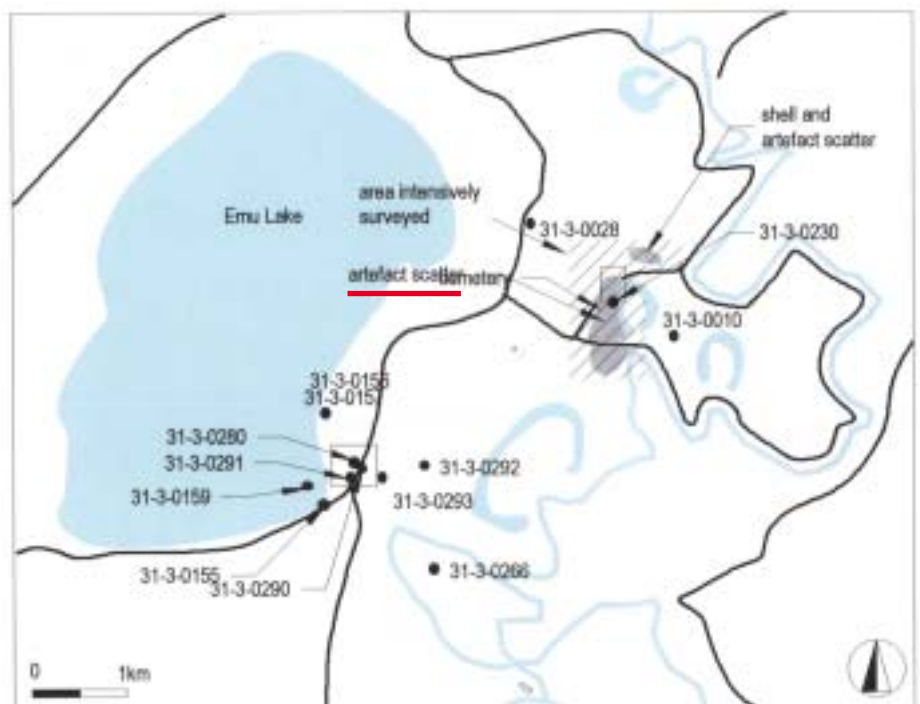 shell and
artefact scatter
area intensively
surveyed
Emu Lake
31-3-0028
31-3-0230
artefact scatter
cemetery
31-3-0010
31-3-0156
31-3-015
31-3-0280
31-3-0291
31-3-0292
31-3-0159
31-3-0293
31-3-0155
31-3-0290
31-3-0266
0
1km